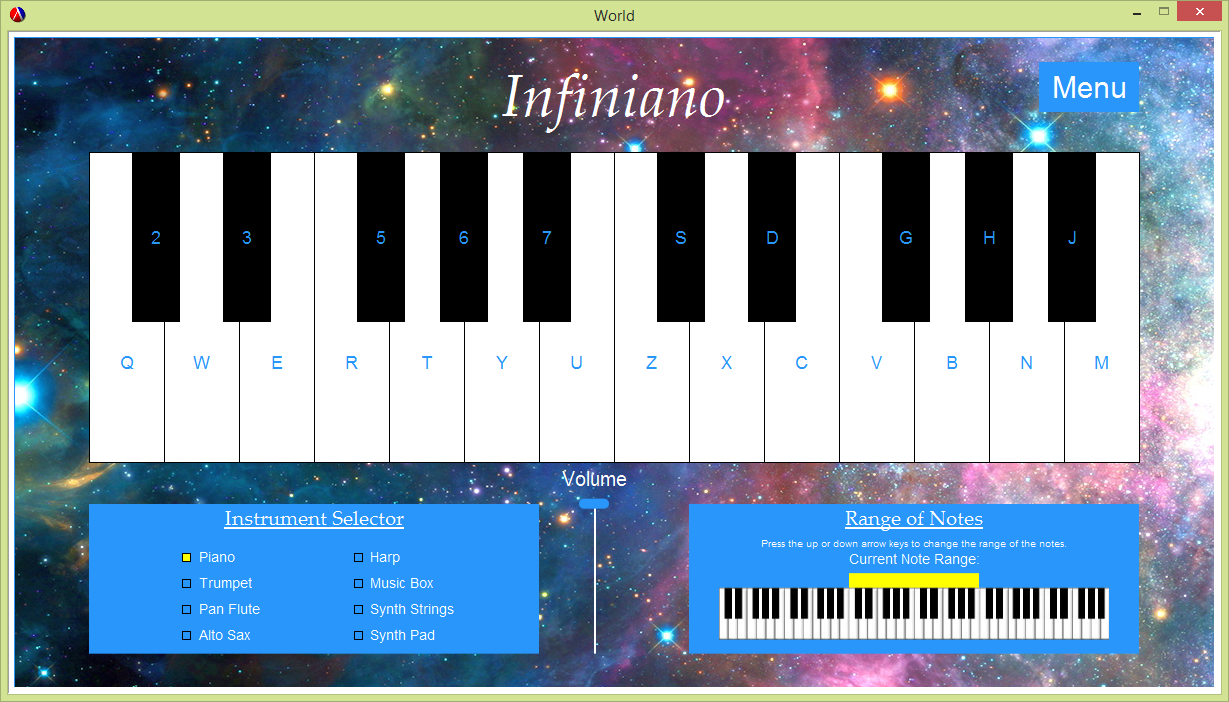 World
Infiniano
Menu
2 3 5 6 7 S D G H J
Q W E R T Y U Z X C V B N M
Volume
Instrument Selector
Piano
Trumpet
Pan Flute
Alto Sax
Harp
Music Box
Synth Strings
Synth Pad
Range of Notes
Press the up or down arrow keys to change the range of the notes.
Current Note Range: